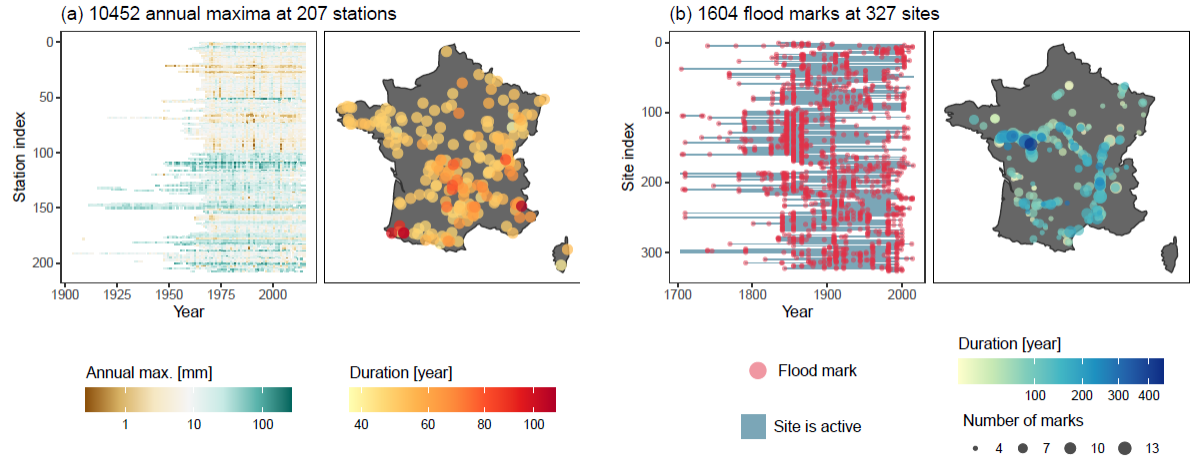 (a) 10452 annual maxima at 207 stations
Station index
0
50
100
150
200
1900
1925
1950
1975
2000
Year
Annual max. [mm]
1
10
100
Duration [year]
40
60
80
100
(b) 1604 flood marks at 327 sites
Site index
0
100
200
300
1700
1800
1900
2000
Year
Flood mark
Site is active
Duration [year]
100
200
300
400
Number of marks
4
7
10
13